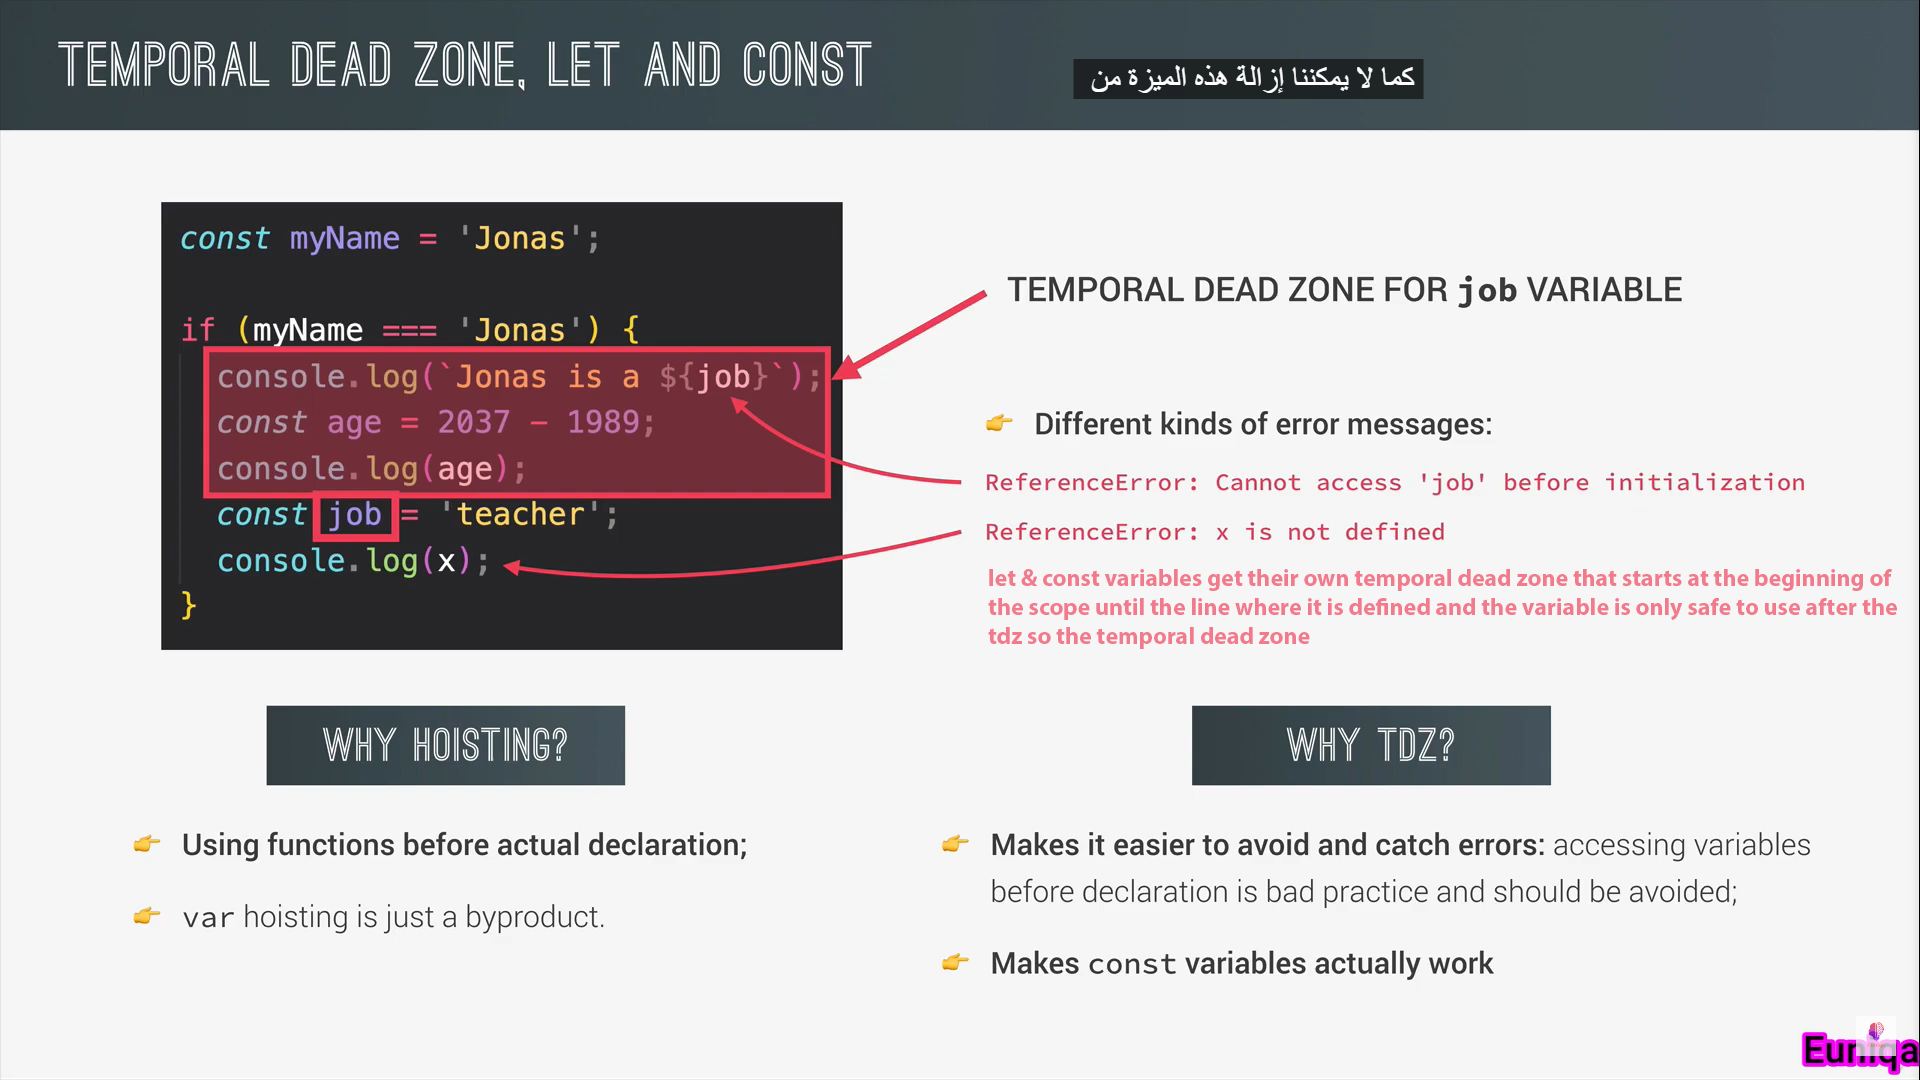 TEMPORAL DEAD ZONE, LET AND CONST
كما لا يمكننا إزالة هذه الميزة من
const myName = 'Jonas';
if (myName === 'Jonas') {
console.log(`Jonas is a ${job}`);
const age = 2037 - 1989;
console.log(age);
const job = 'teacher';
console.log(x);
}
TEMPORAL DEAD ZONE FOR job VARIABLE
👉 Different kinds of error messages:
ReferenceError: Cannot access 'job' before initialization
ReferenceError: x is not defined
let & const variables get their own temporal dead zone that starts at the beginning of
the scope until the line where it is defined and the variable is only safe to use after the
tdz so the temporal dead zone
WHY HOISTING?
👉 Using functions before actual declaration;
👉 var hoisting is just a byproduct.
WHY TDZ?
👉 Makes it easier to avoid and catch errors: accessing variables
before declaration is bad practice and should be avoided;
👉 Makes const variables actually work
Euniqa